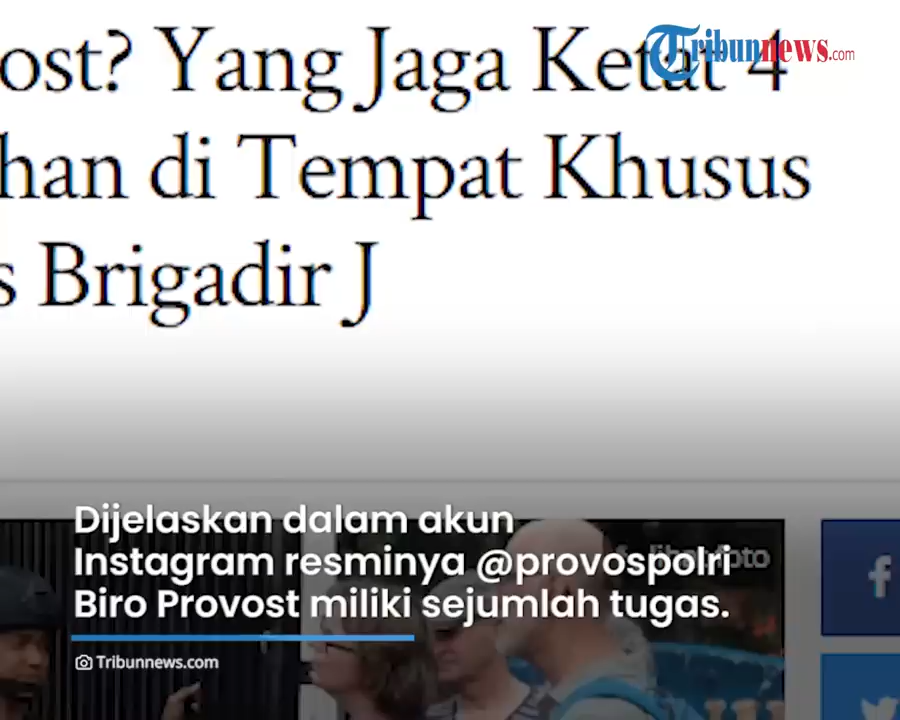 Tribunnews.com
ost? Yang Jaga Ketat 4
han di Tempat Khusus
s Brigadir J
Dijelaskan dalam akun
Instagram resminya @provospolri
Biro Provost miliki sejumlah tugas.
Tribunnews.com